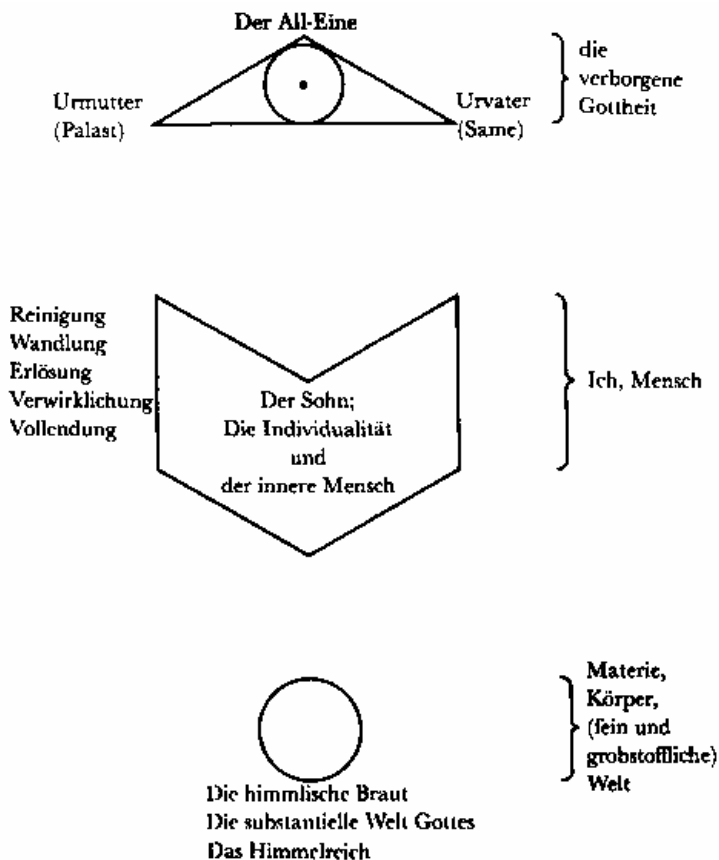 Der All-Eine
Urmutter
(Palast)
Urvater
(Same)
die
verborgene
Gottheit
Reinigung
Wandlung
Erlösung
Verwirklichung
Vollendung
Der Sohn;
Die Individualität
und
der innere Mensch
Ich, Mensch
Die himmlische Braut
Die substantielle Welt Gottes
Das Himmelreich
Materie,
Körper,
(fein und
grobstoffliche)
Welt